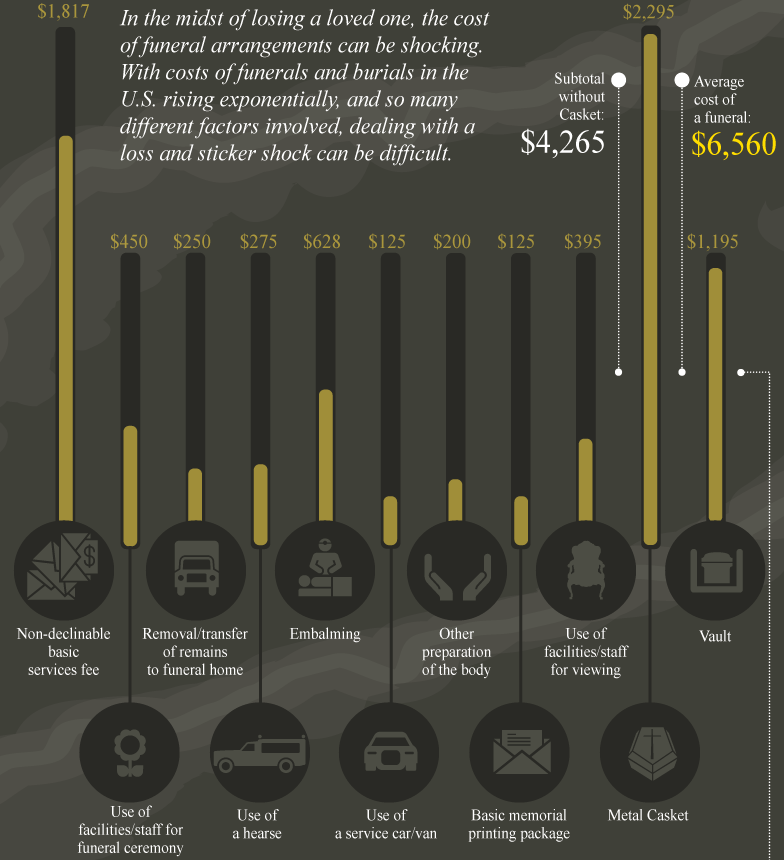 $1,817
In the midst of losing a loved one, the cost
of funeral arrangements can be shocking.
With costs of funerals and burials in the
U.S. rising exponentially, and so many
different factors involved, dealing with a
loss and sticker shock can be difficult.
$2,295
Subtotal
without
Casket:
$4,265
Average
cost of
a funeral:
$6,560
$450
$250
$275
$628
$125
$200
$125
$395
$1,195
$
Non-declinable
basic
services fee
Removal/transfer
of remains
to funeral home
Embalming
Other
preparation
of the body
Use of
facilities/staff
for viewing
Vault
Use of
facilities/staff for
funeral ceremony
Use of
a hearse
Use of
a service car/van
Basic memorial
printing package
Metal Casket